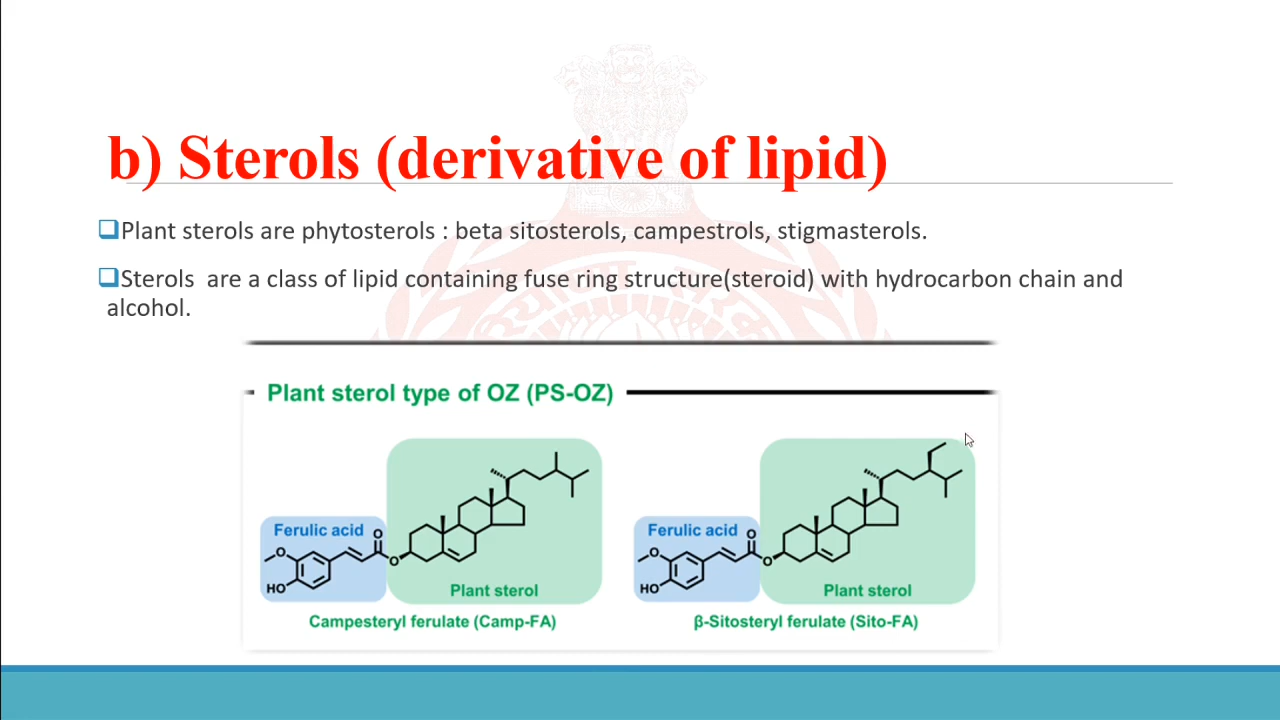 b) Sterols (derivative of lipid)
❑Plant sterols are phytosterols : beta sitosterols, campestrols, stigmasterols.
❑Sterols are a class of lipid containing fuse ring structure(steroid) with hydrocarbon chain and
alcohol.
Plant sterol type of OZ (PS-OZ)
Ferulic acid
O
O
O
HO
Plant sterol
Campesteryl ferulate (Camp-FA)
Ferulic acid
O
O
O
HO
Plant sterol
β-Sitosteryl ferulate (Sito-FA)